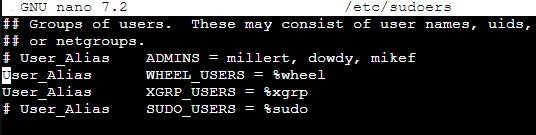 GNU nano 7.2 /etc/sudoers
## Groups of users.  These may consist of user names, uids,
## or netgroups.
# User_Alias    ADMINS = millert, dowdy, mikef
User_Alias      WHEEL_USERS = %wheel
User_Alias      XGRP_USERS = %xgrp
# User_Alias    SUDO_USERS = %sudo